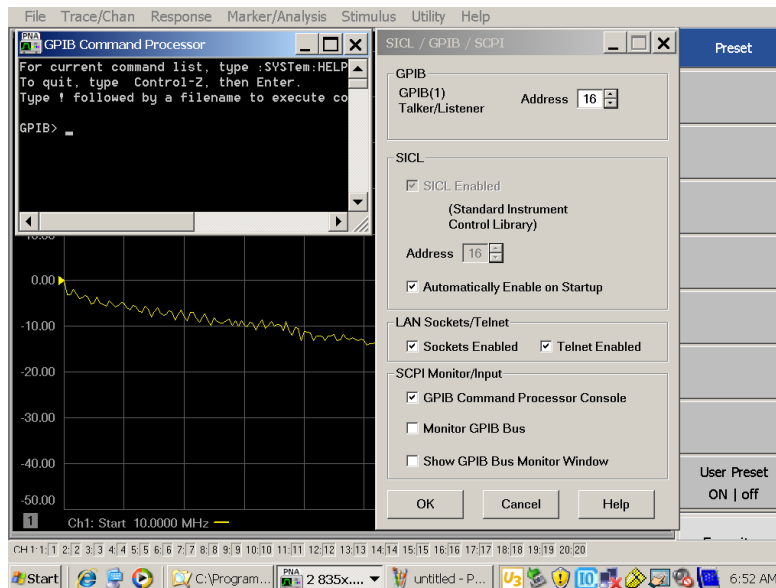 File Trace/Chan Response Marker/Analysis Stimulus Utility Help
PNA GPIB Command Processor
For current command list, type :SYSTem:HELP
To quit, type Control-Z, then Enter.
Type ! followed by a filename to execute co
GPIB> _
SICL / GPIB / SCPI
GPIB
GPIB(1)
Talker/Listener
Address 16
SICL
SICL Enabled
(Standard Instrument
Control Library)
Address 16
Automatically Enable on Startup
LAN Sockets/Telnet
Sockets Enabled Telnet Enabled
SCPI Monitor/Input
GPIB Command Processor Console
Monitor GPIB Bus
Show GPIB Bus Monitor Window
OK Cancel Help
Preset
User Preset
ON | off
0.00
-10.00
-20.00
-30.00
-40.00
-50.00
1 Ch1: Start 10.0000 MHz
CH 1·1: 1 2: 2 3: 3 4: 4 5: 5 6: 6 7: 7 8: 8 9: 9 10:10 11:11 12:12 13:13 14:14 15:15 16:16 17:17 18:18 19:19 20:20
Start C:\Program... PNA 2 835x.... untitled - P... U3 IO 6:52 AM